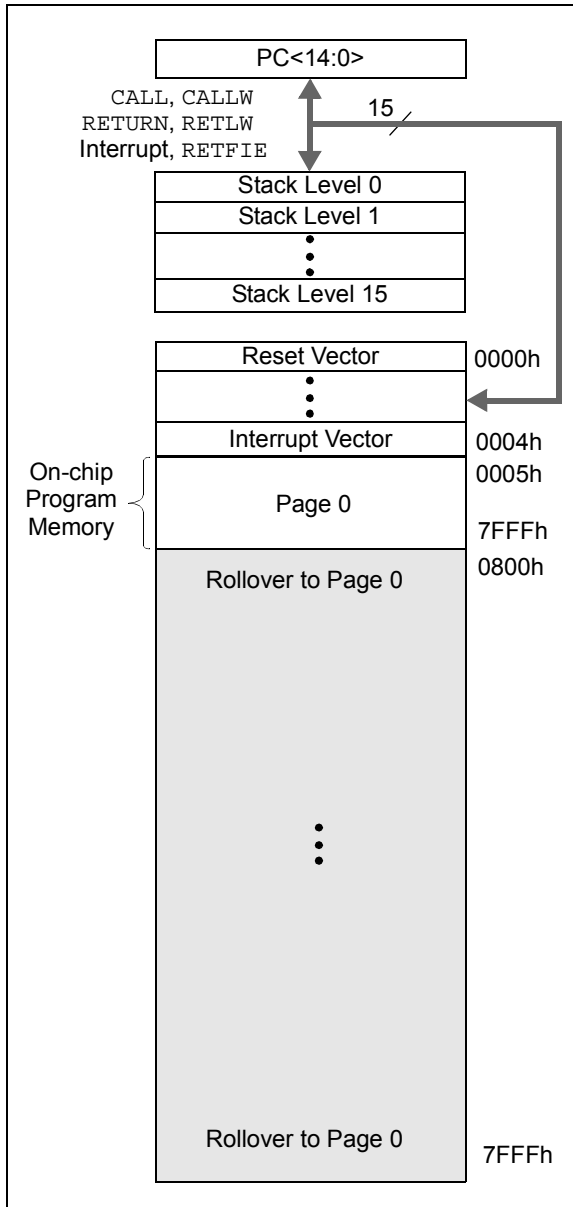 PC<14:0>
CALL, CALLW
RETURN, RETLW
Interrupt, RETFIE
15
Stack Level 0
Stack Level 1
Stack Level 15
Reset Vector
0000h
Interrupt Vector
0004h
On-chip
Program
Memory
Page 0
0005h
7FFFh
Rollover to Page 0
0800h
Rollover to Page 0
7FFFh